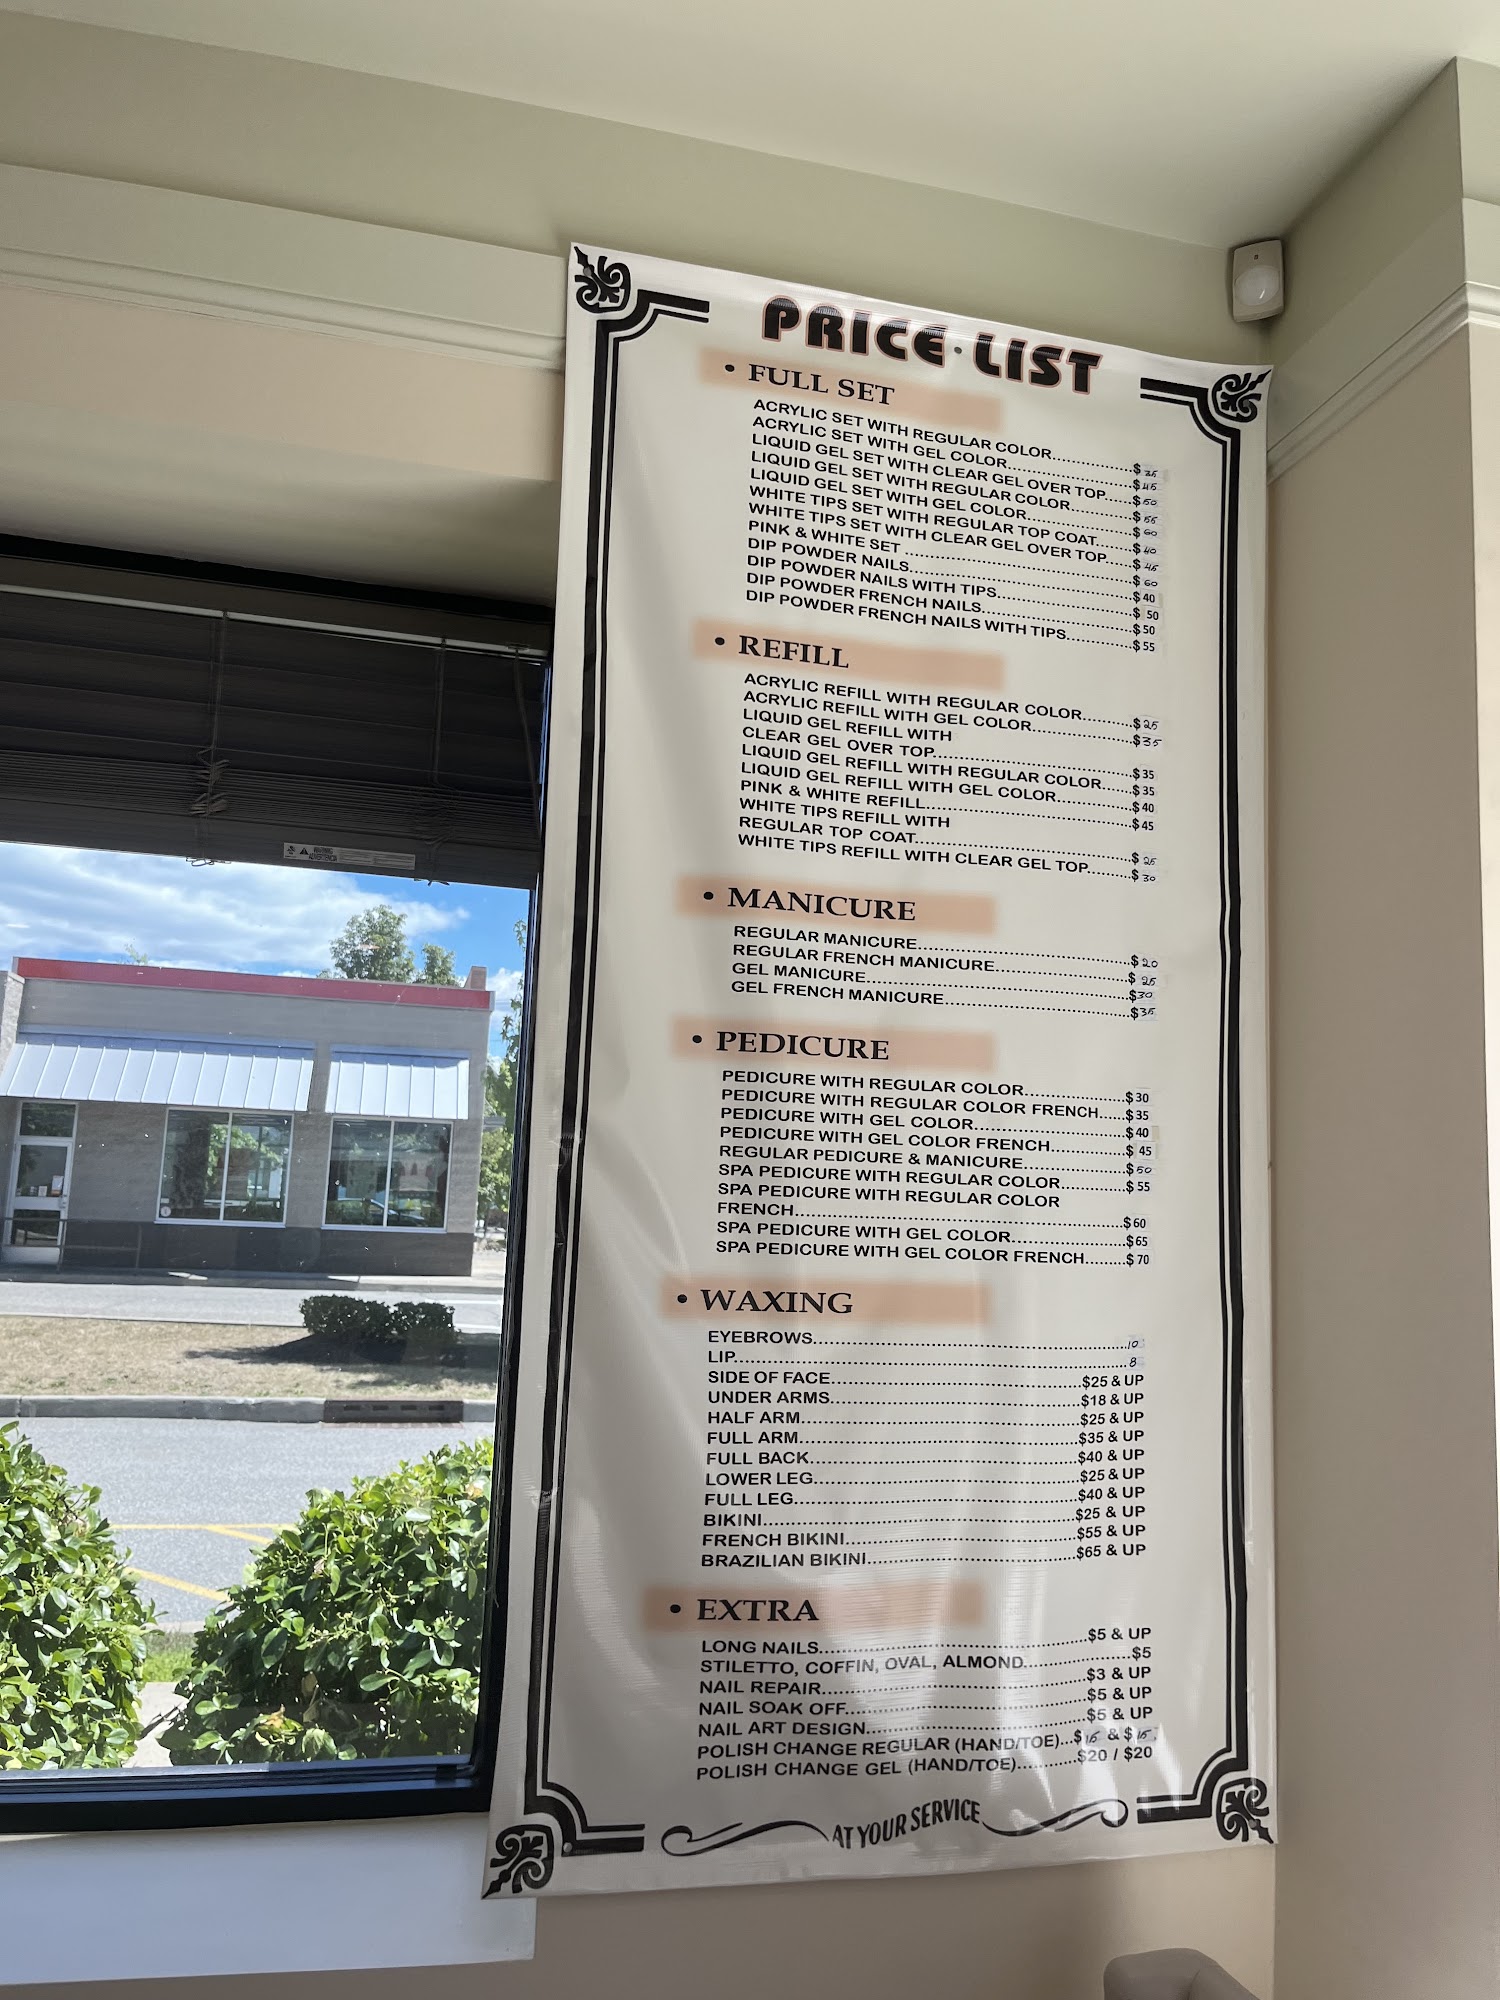 PRICE·LIST
• FULL SET
ACRYLIC SET WITH REGULAR COLOR................$ 35
ACRYLIC SET WITH GEL COLOR.........................$45
LIQUID GEL SET WITH CLEAR GEL OVER TOP......$50
LIQUID GEL SET WITH REGULAR COLOR............$ 55
LIQUID GEL SET WITH GEL COLOR.....................$ 60
WHITE TIPS SET WITH REGULAR TOP COAT.......$ 40
WHITE TIPS SET WITH CLEAR GEL OVER TOP.....$ 45
PINK & WHITE SET .............................................$ 60
DIP POWDER NAILS............................................$ 40
DIP POWDER NAILS WITH TIPS...........................$ 50
DIP POWDER FRENCH NAILS..............................$50
DIP POWDER FRENCH NAILS WITH TIPS.............$ 55
• REFILL
ACRYLIC REFILL WITH REGULAR COLOR..........$25
ACRYLIC REFILL WITH GEL COLOR....................$35
LIQUID GEL REFILL WITH
CLEAR GEL OVER TOP.......................................$35
LIQUID GEL REFILL WITH REGULAR COLOR......$ 35
LIQUID GEL REFILL WITH GEL COLOR...............$ 40
PINK & WHITE REFILL.........................................$45
WHITE TIPS REFILL WITH
REGULAR TOP COAT..........................................$ 25
WHITE TIPS REFILL WITH CLEAR GEL TOP........$ 30
• MANICURE
REGULAR MANICURE..........................................$20
REGULAR FRENCH MANICURE..........................$ 25
GEL MANICURE...................................................$30
GEL FRENCH MANICURE.....................................$35
• PEDICURE
PEDICURE WITH REGULAR COLOR....................$30
PEDICURE WITH REGULAR COLOR FRENCH......$35
PEDICURE WITH GEL COLOR..............................$ 40
PEDICURE WITH GEL COLOR FRENCH...............$ 45
REGULAR PEDICURE & MANICURE....................$50
SPA PEDICURE WITH REGULAR COLOR.............$ 55
SPA PEDICURE WITH REGULAR COLOR
FRENCH.................................................................$60
SPA PEDICURE WITH GEL COLOR.......................$65
SPA PEDICURE WITH GEL COLOR FRENCH.........$ 70
• WAXING
EYEBROWS..............................................................10
LIP...........................................................................8
SIDE OF FACE.................................................$25 & UP
UNDER ARMS..................................................$18 & UP
HALF ARM.......................................................$25 & UP
FULL ARM.......................................................$35 & UP
FULL BACK.....................................................$40 & UP
LOWER LEG....................................................$25 & UP
FULL LEG........................................................$40 & UP
BIKINI..............................................................$25 & UP
FRENCH BIKINI...............................................$55 & UP
BRAZILIAN BIKINI...........................................$65 & UP
• EXTRA
LONG NAILS....................................................$5 & UP
STILETTO, COFFIN, OVAL, ALMOND......................$5
NAIL REPAIR....................................................$3 & UP
NAIL SOAK OFF................................................$5 & UP
NAIL ART DESIGN............................................$5 & UP
POLISH CHANGE REGULAR (HAND/TOE)...$15 & $15
POLISH CHANGE GEL (HAND/TOE)............$20 / $20
AT YOUR SERVICE
WARNING